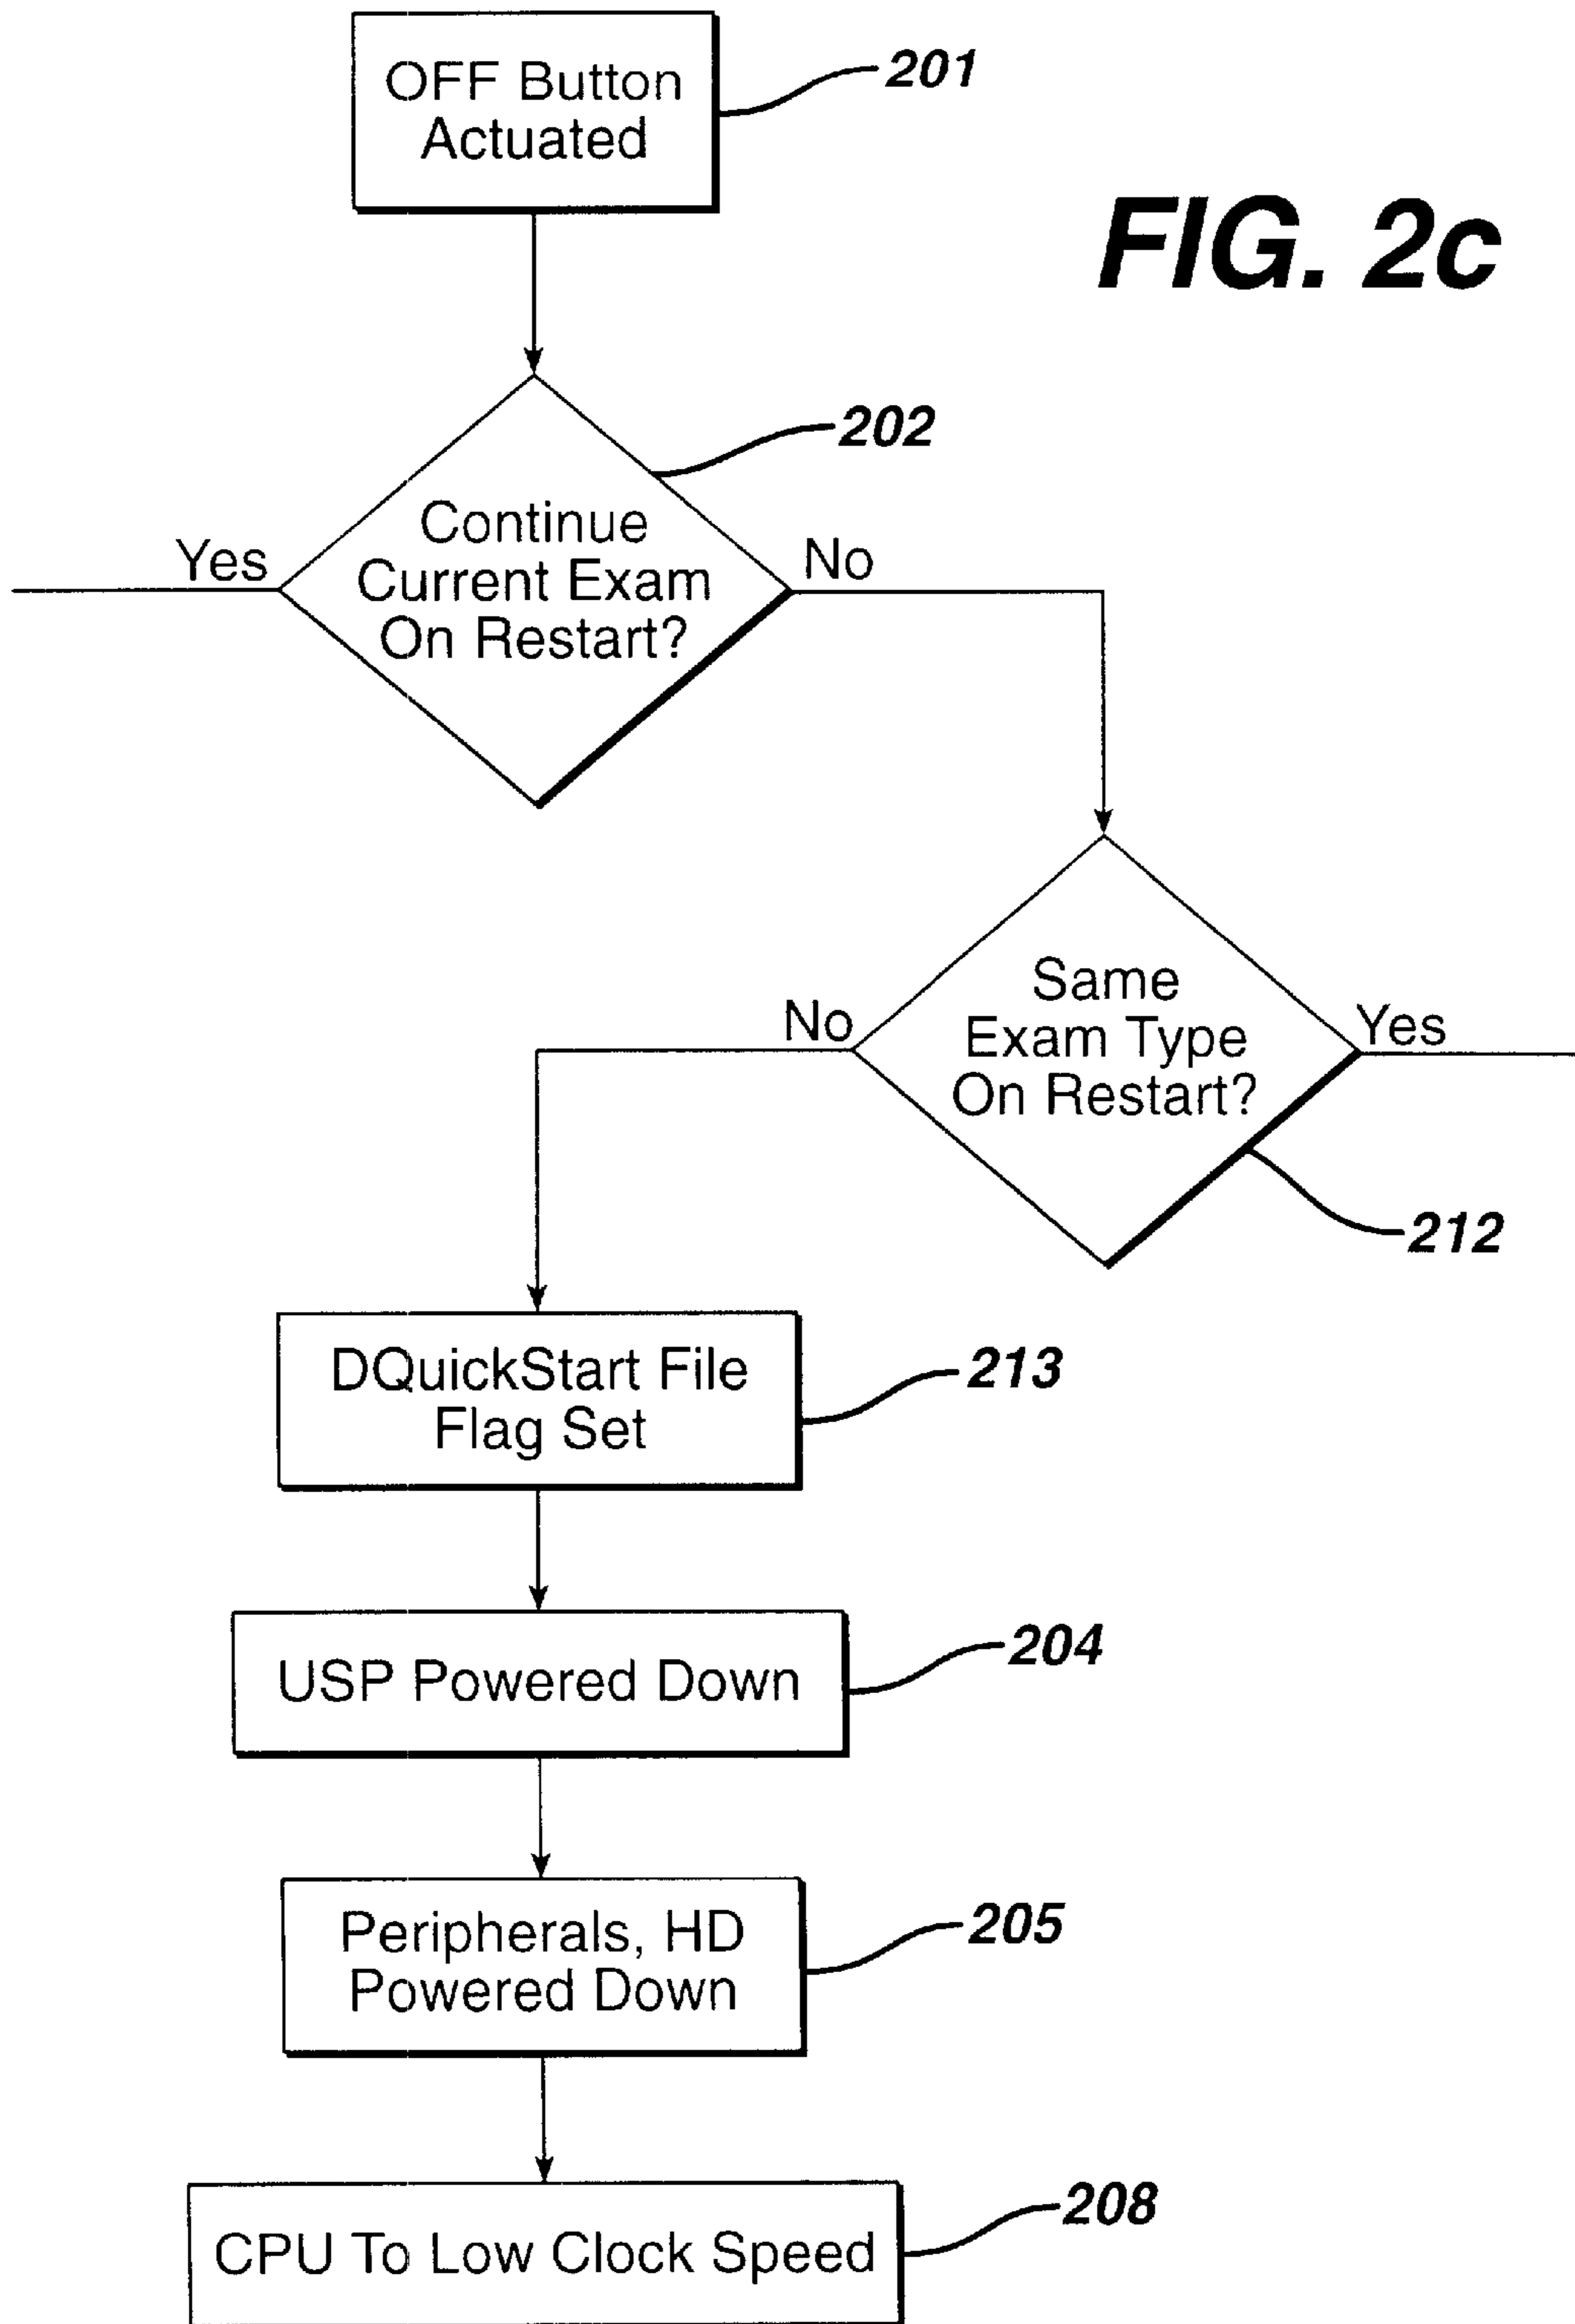 OFF Button
Actuated
201
FIG. 2c
202
Continue
Current Exam
On Restart?
Yes
No
Same
Exam Type
On Restart?
No
Yes
212
DQuickStart File
Flag Set
213
USP Powered Down
204
Peripherals, HD
Powered Down
205
CPU To Low Clock Speed
208